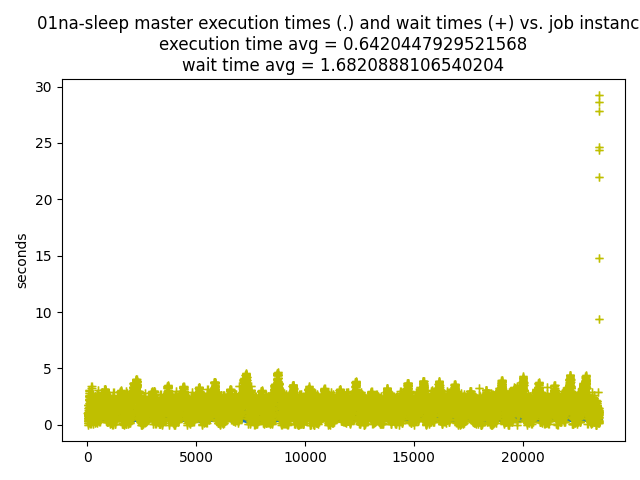 01na-sleep master execution times (.) and wait times (+) vs. job instanc
execution time avg = 0.6420447929521568
wait time avg = 1.6820888106540204
30
25
20
15
10
5
0
seconds
0 5000 10000 15000 20000